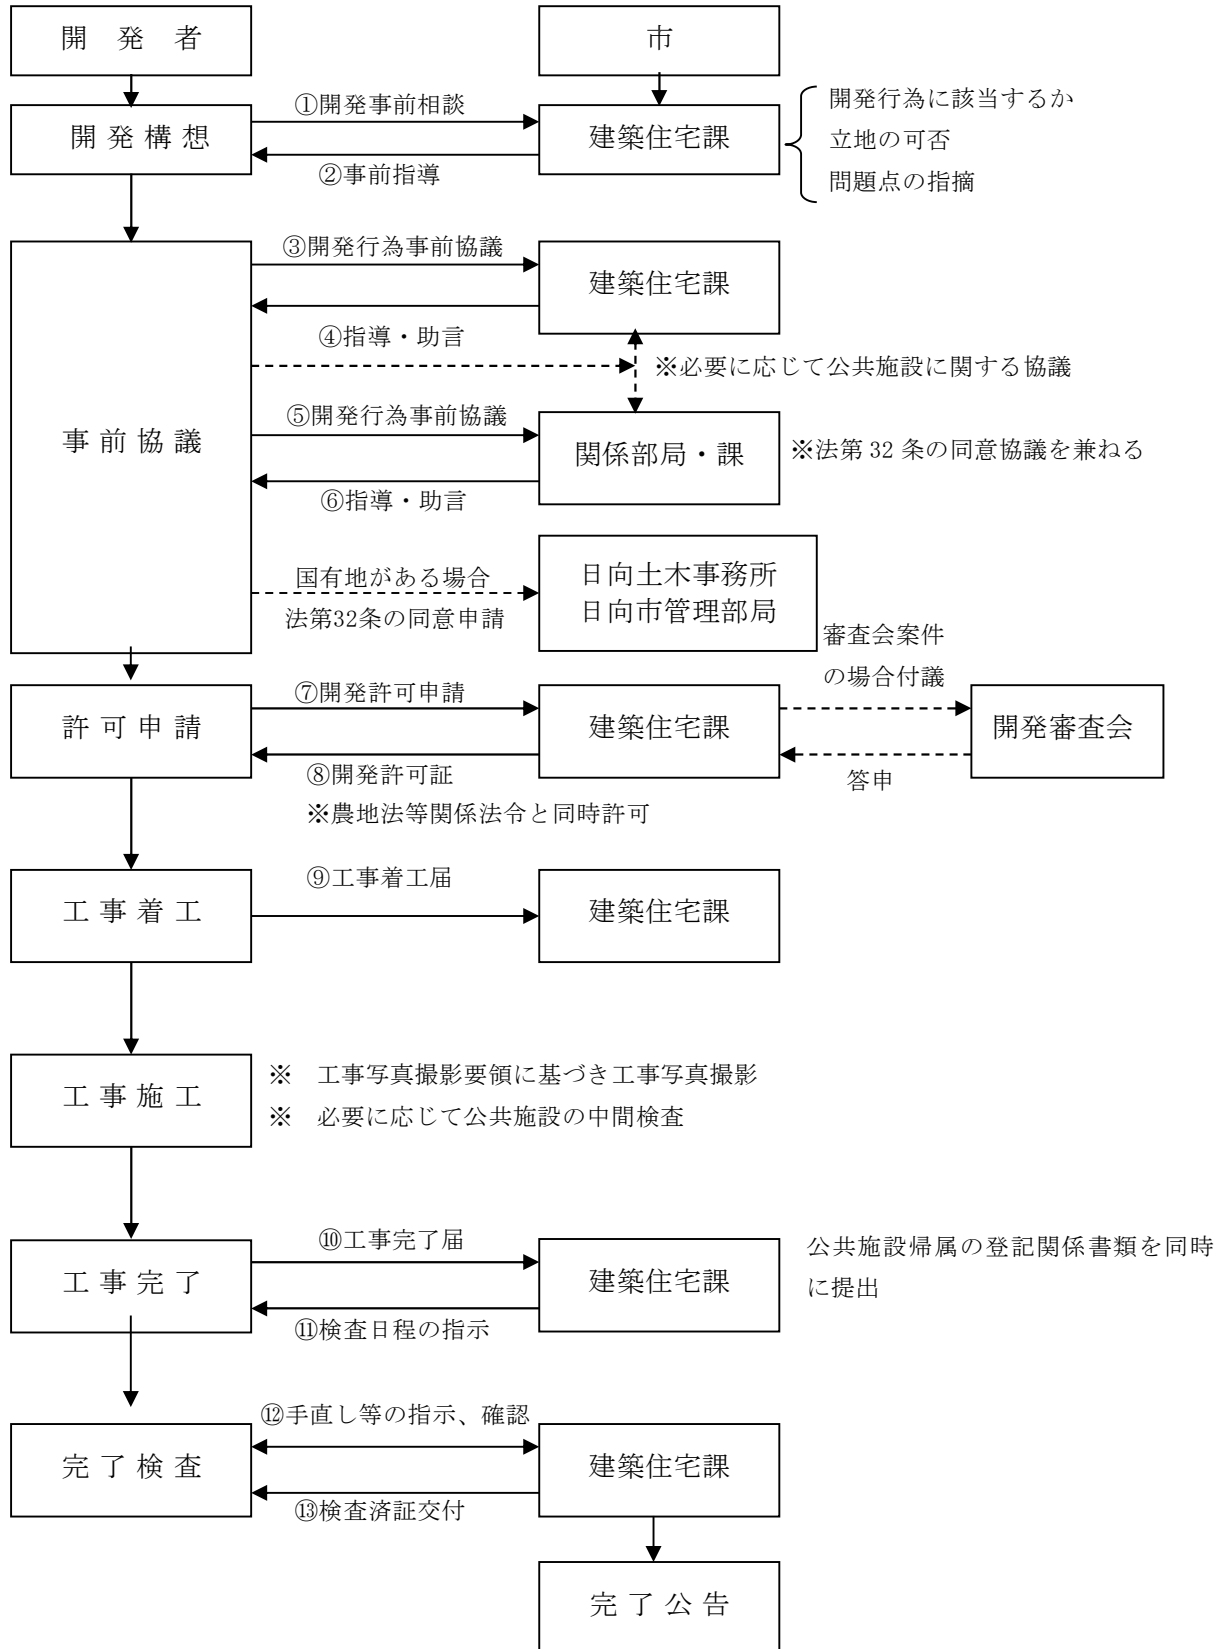 開 発 者
市
開 発 構 想
①開発事前相談
②事前指導
建築住宅課
開発行為に該当するか
立地の可否
問題点の指摘
事 前 協 議
③開発行為事前協議
建築住宅課
④指導・助言
※必要に応じて公共施設に関する協議
⑤開発行為事前協議
関係部局・課
※法第 32 条の同意協議を兼ねる
⑥指導・助言
国有地がある場合
法第32条の同意申請
日向土木事務所
日向市管理部局
審査会案件
の場合付議
許 可 申 請
⑦開発許可申請
建築住宅課
開発審査会
⑧開発許可証
※農地法等関係法令と同時許可
答申
工 事 着 工
⑨工事着工届
建築住宅課
工 事 施 工
※ 工事写真撮影要領に基づき工事写真撮影
※ 必要に応じて公共施設の中間検査
工 事 完 了
⑩工事完了届
建築住宅課
⑪検査日程の指示
公共施設帰属の登記関係書類を同時
に提出
完 了 検 査
⑫手直し等の指示、確認
建築住宅課
⑬検査済証交付
完 了 公 告